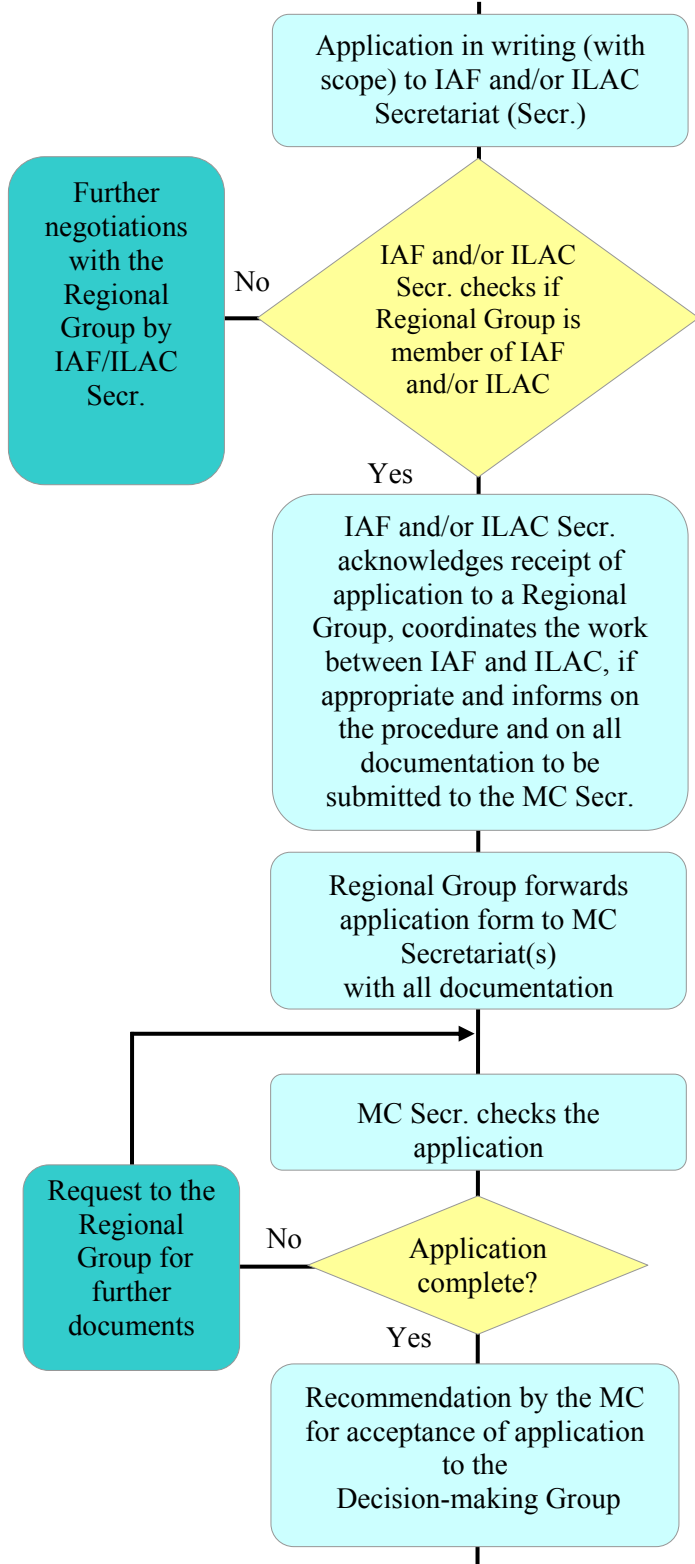 Application in writing (with
scope) to IAF and/or ILAC
Secretariat (Secr.)
Further
negotiations
with the
Regional
Group by
IAF/ILAC
Secr.
No
IAF and/or ILAC
Secr. checks if
Regional Group is
member of IAF
and/or ILAC
Yes
IAF and/or ILAC Secr.
acknowledges receipt of
application to a Regional
Group, coordinates the work
between IAF and ILAC, if
appropriate and informs on
the procedure and on all
documentation to be
submitted to the MC Secr.
Regional Group forwards
application form to MC
Secretariat(s)
with all documentation
MC Secr. checks the
application
Request to the
Regional
Group for
further
documents
No
Application
complete?
Yes
Recommendation by the MC
for acceptance of application
to the
Decision-making Group